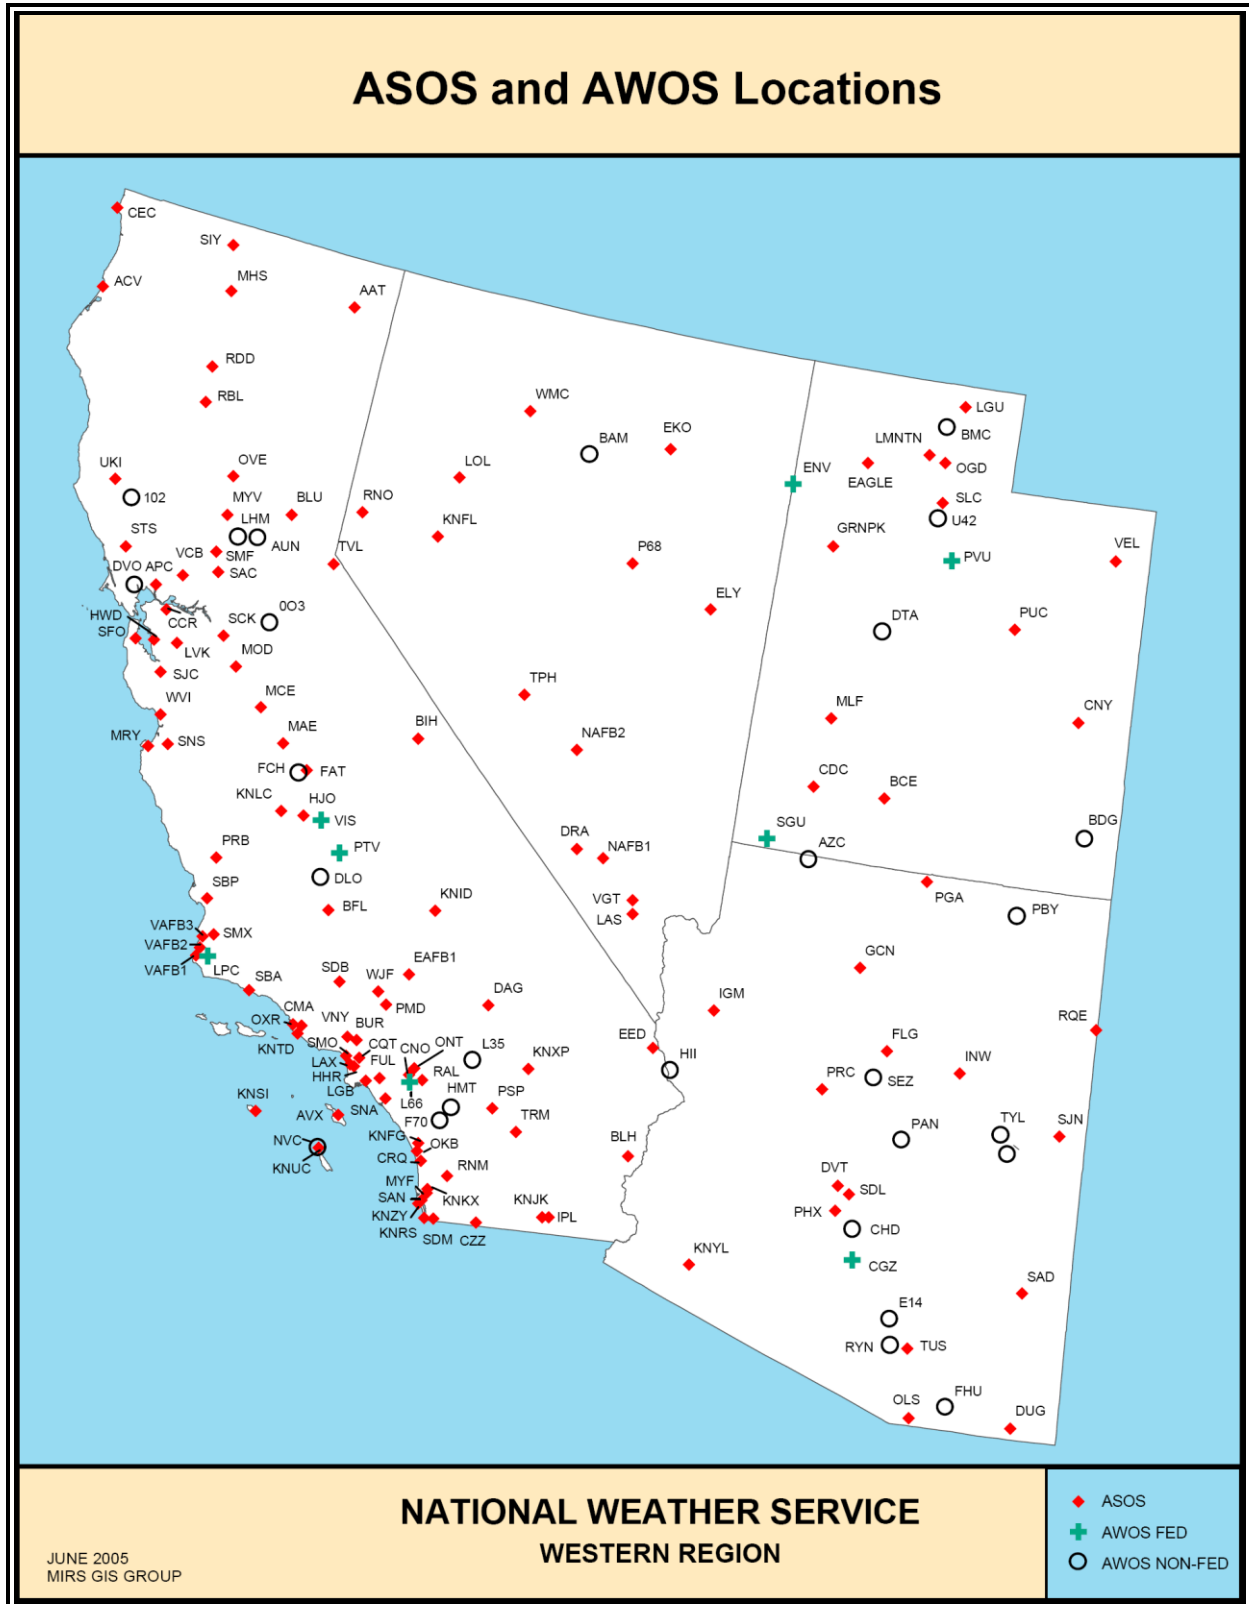 ASOS and AWOS Locations
CEC
SIY
MHS
ACV
AAT
RDD
RBL
WMC
LGU
BMC
EKO
BAM
LMNTN
UKI
OVE
LOL
ENV
EAGLE
OGD
102
MYV
BLU
RNO
SLC
LHM
KNFL
U42
STS
AUN
GRNPK
VCB
SMF
TVL
P68
PVU
VEL
DVO
APC
SAC
ELY
HWD
CCR
SCK
0O3
DTA
PUC
SFO
LVK
MOD
SJC
TPH
WVI
MCE
MLF
CNY
MRY
SNS
MAE
BIH
NAFB2
FCH
FAT
CDC
BCE
KNLC
HJO
VIS
SGU
BDG
PRB
PTV
DRA
NAFB1
AZC
DLO
SBP
KNID
VGT
PGA
BFL
LAS
PBY
VAFB3
SMX
VAFB2
VAFB1
LPC
EAFB1
GCN
SBA
SDB
WJF
DAG
IGM
CMA
PMD
OXR
VNY
BUR
RQE
KNTD
SMO
CQT
CNO
ONT
L35
EED
FLG
LAX
FUL
KNXP
HII
INW
HHR
RAL
SEZ
LGB
HMT
PRC
KNSI
AVX
SNA
L66
PSP
F70
TRM
PAN
TYL
SJN
NVC
KNFG
OKB
BLH
KNUC
CRQ
RNM
DVT
MYF
SDL
SAN
KNKX
KNJK
PHX
KNZY
IPL
KNRS
SDM
CZZ
CHD
KNYL
CGZ
SAD
E14
RYN
TUS
FHU
OLS
DUG
NATIONAL WEATHER SERVICE
WESTERN REGION
JUNE 2005
MIRS GIS GROUP
ASOS
AWOS FED
AWOS NON-FED